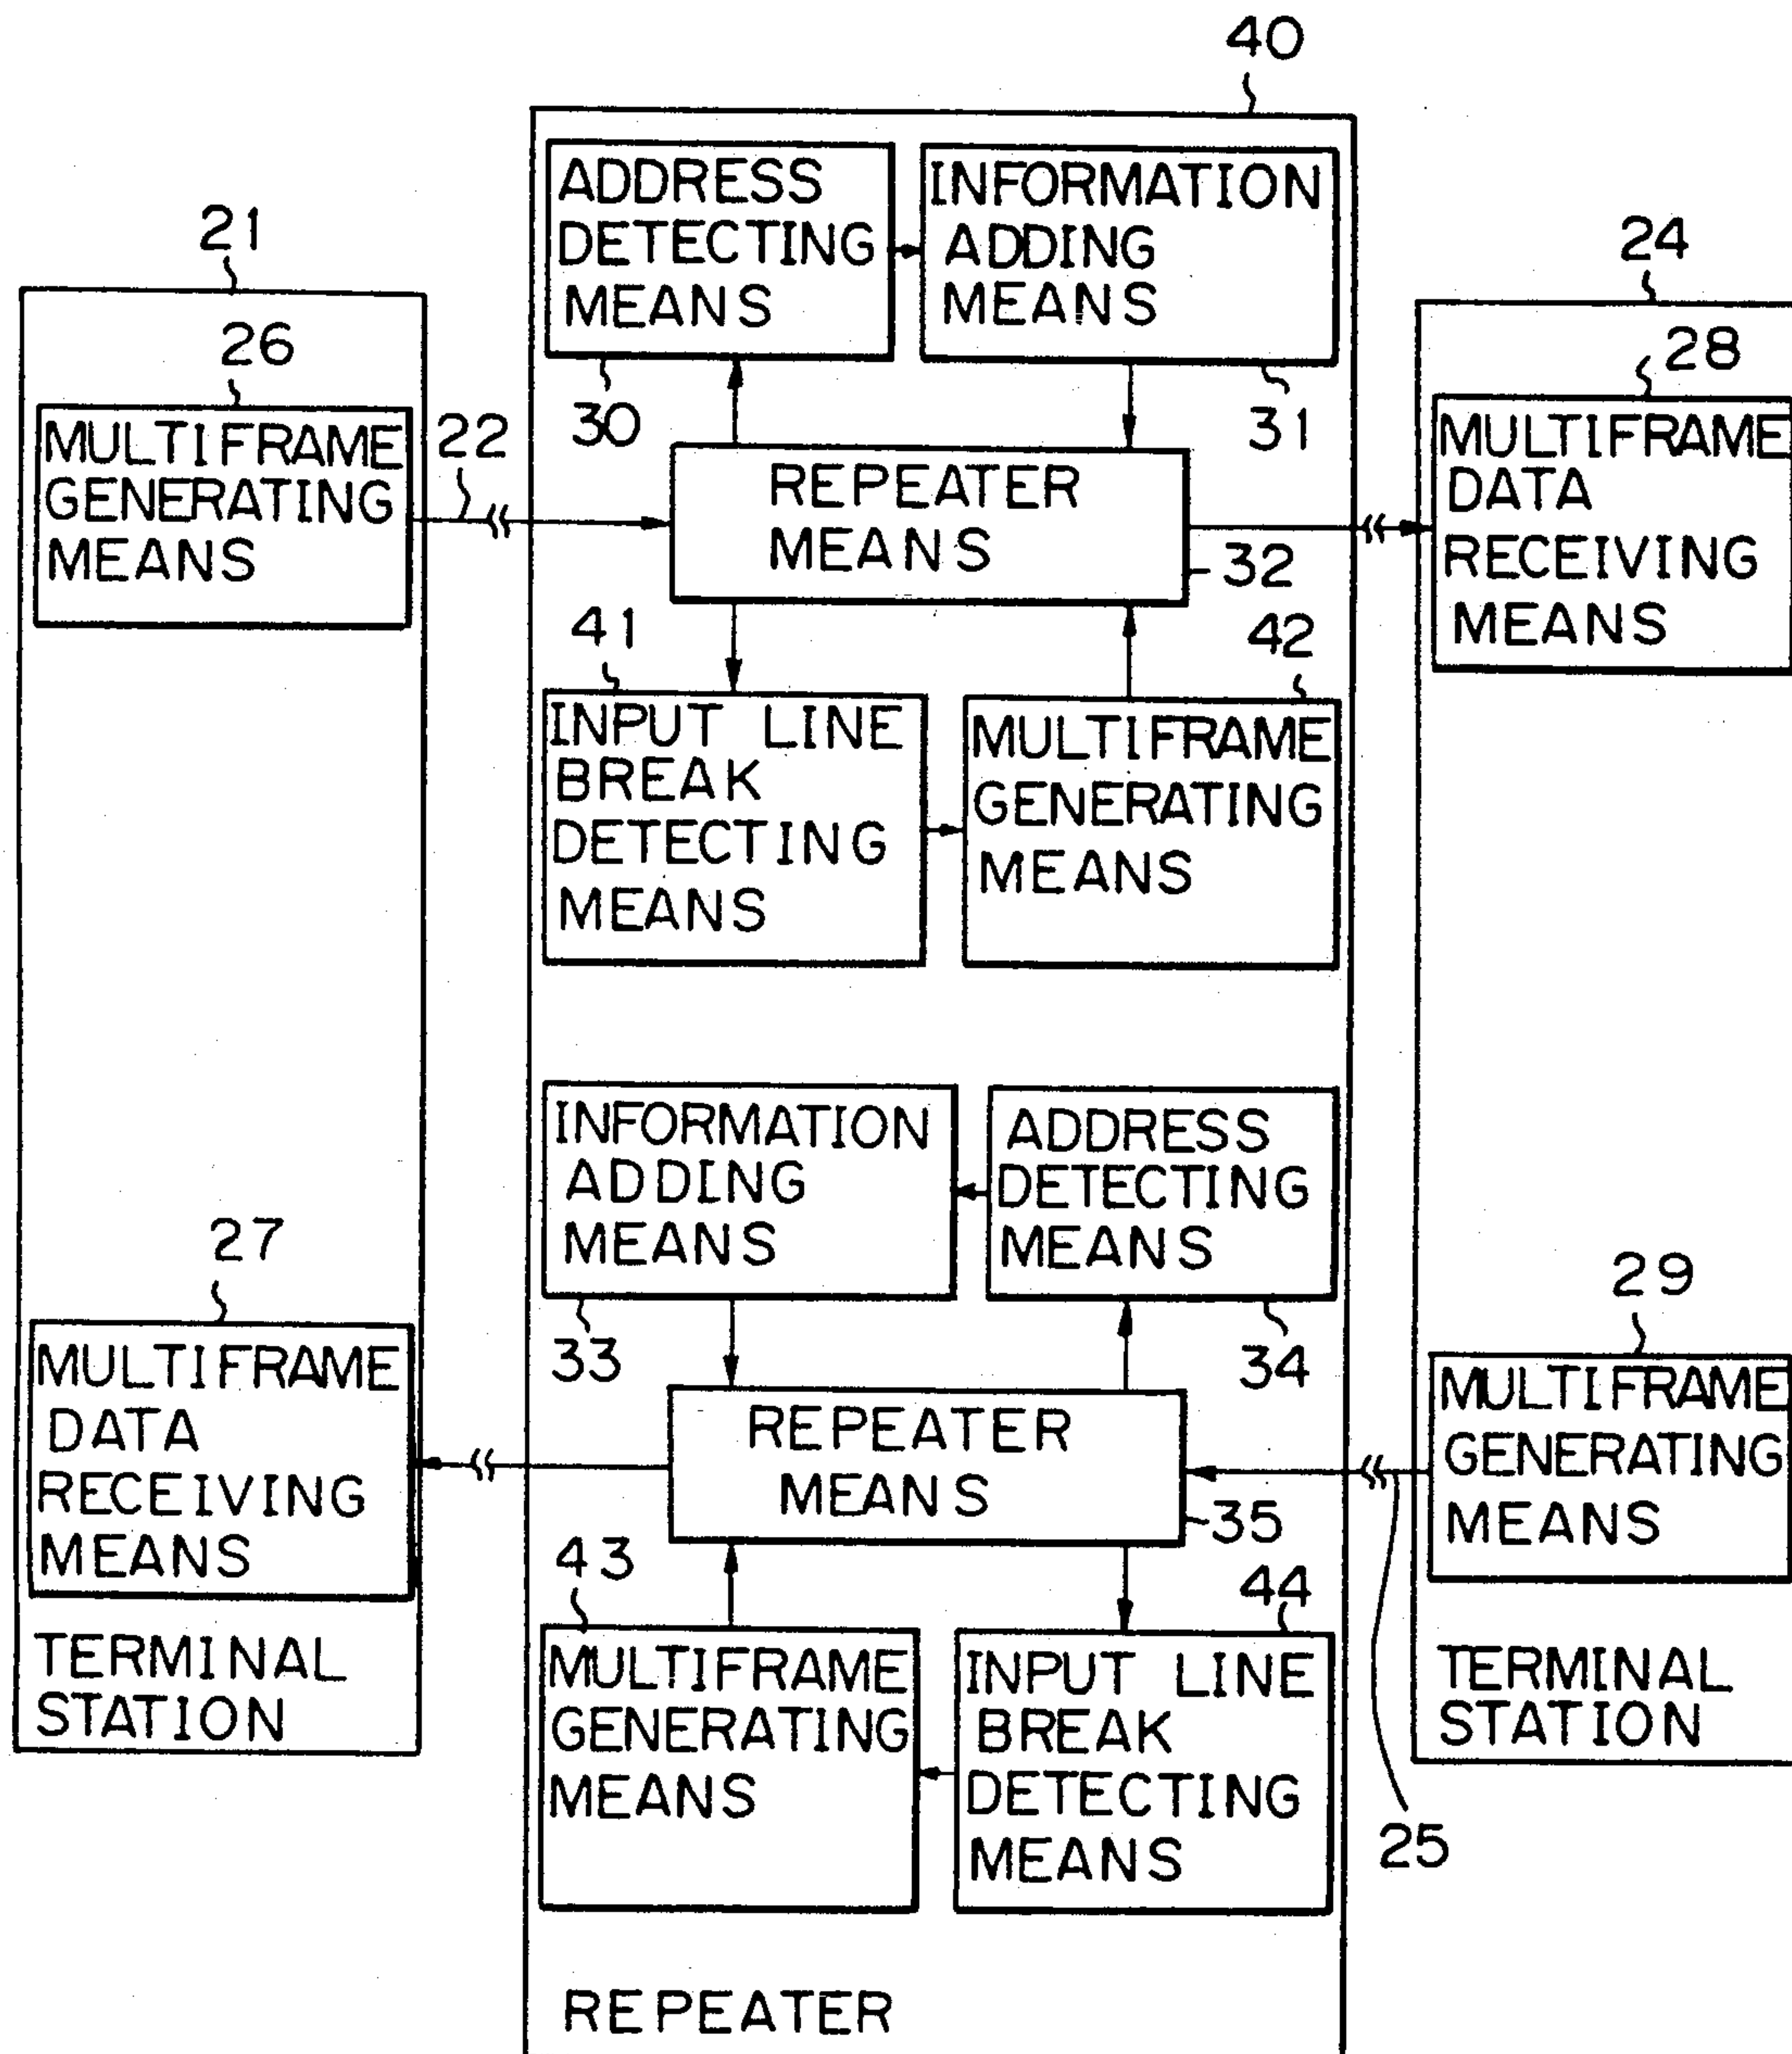 40
ADDRESS
DETECTING
MEANS
INFORMATION
ADDING
MEANS
21
24
26
28
30
31
22
MULTIFRAME
GENERATING
MEANS
REPEATER
MEANS
32
MULTIFRAME
DATA
RECEIVING
MEANS
41
42
INPUT LINE
BREAK
DETECTING
MEANS
MULTIFRAME
GENERATING
MEANS
INFORMATION
ADDING
MEANS
ADDRESS
DETECTING
MEANS
27
29
33
34
MULTIFRAME
DATA
RECEIVING
MEANS
REPEATER
MEANS
35
MULTIFRAME
GENERATING
MEANS
43
44
MULTIFRAME
GENERATING
MEANS
INPUT LINE
BREAK
DETECTING
MEANS
TERMINAL
STATION
TERMINAL
STATION
25
REPEATER